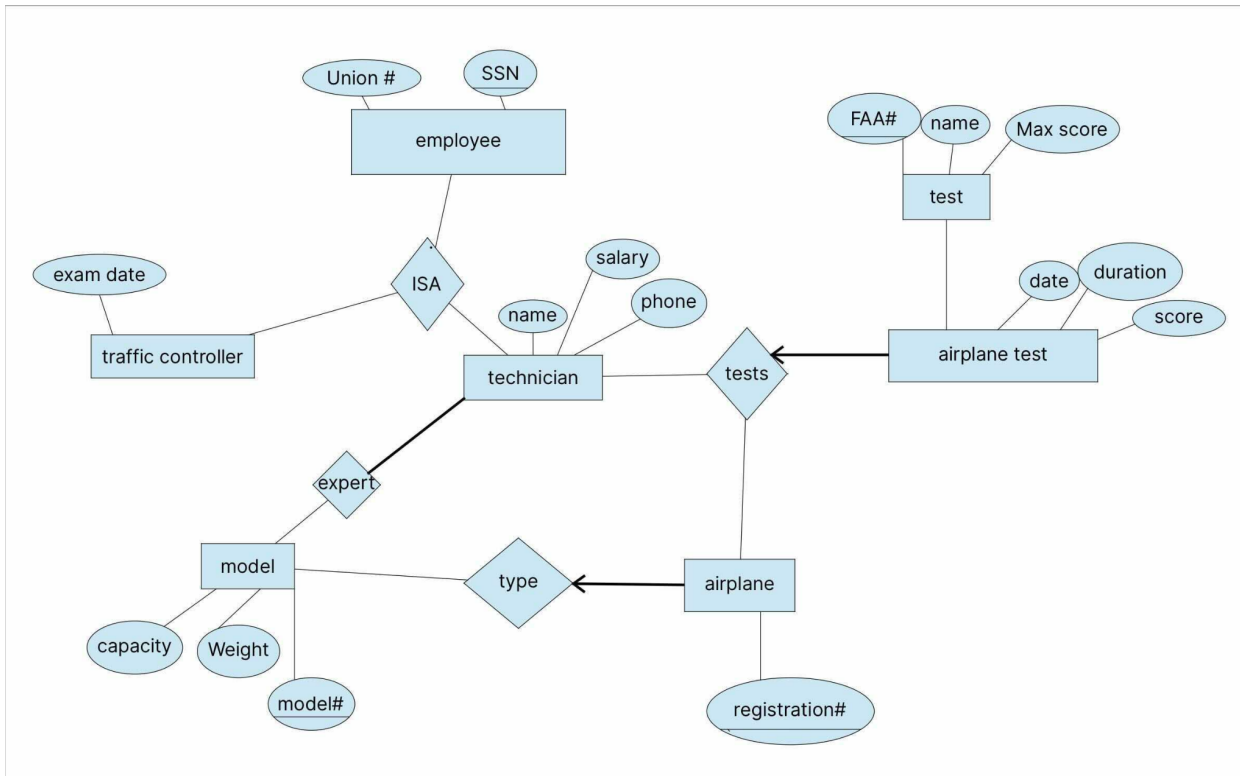 Union #
SSN
employee
FAA#
name
Max score
test
exam date
ISA
salary
phone
name
date
duration
score
traffic controller
technician
tests
airplane test
expert
model
type
airplane
capacity
Weight
model#
registration#